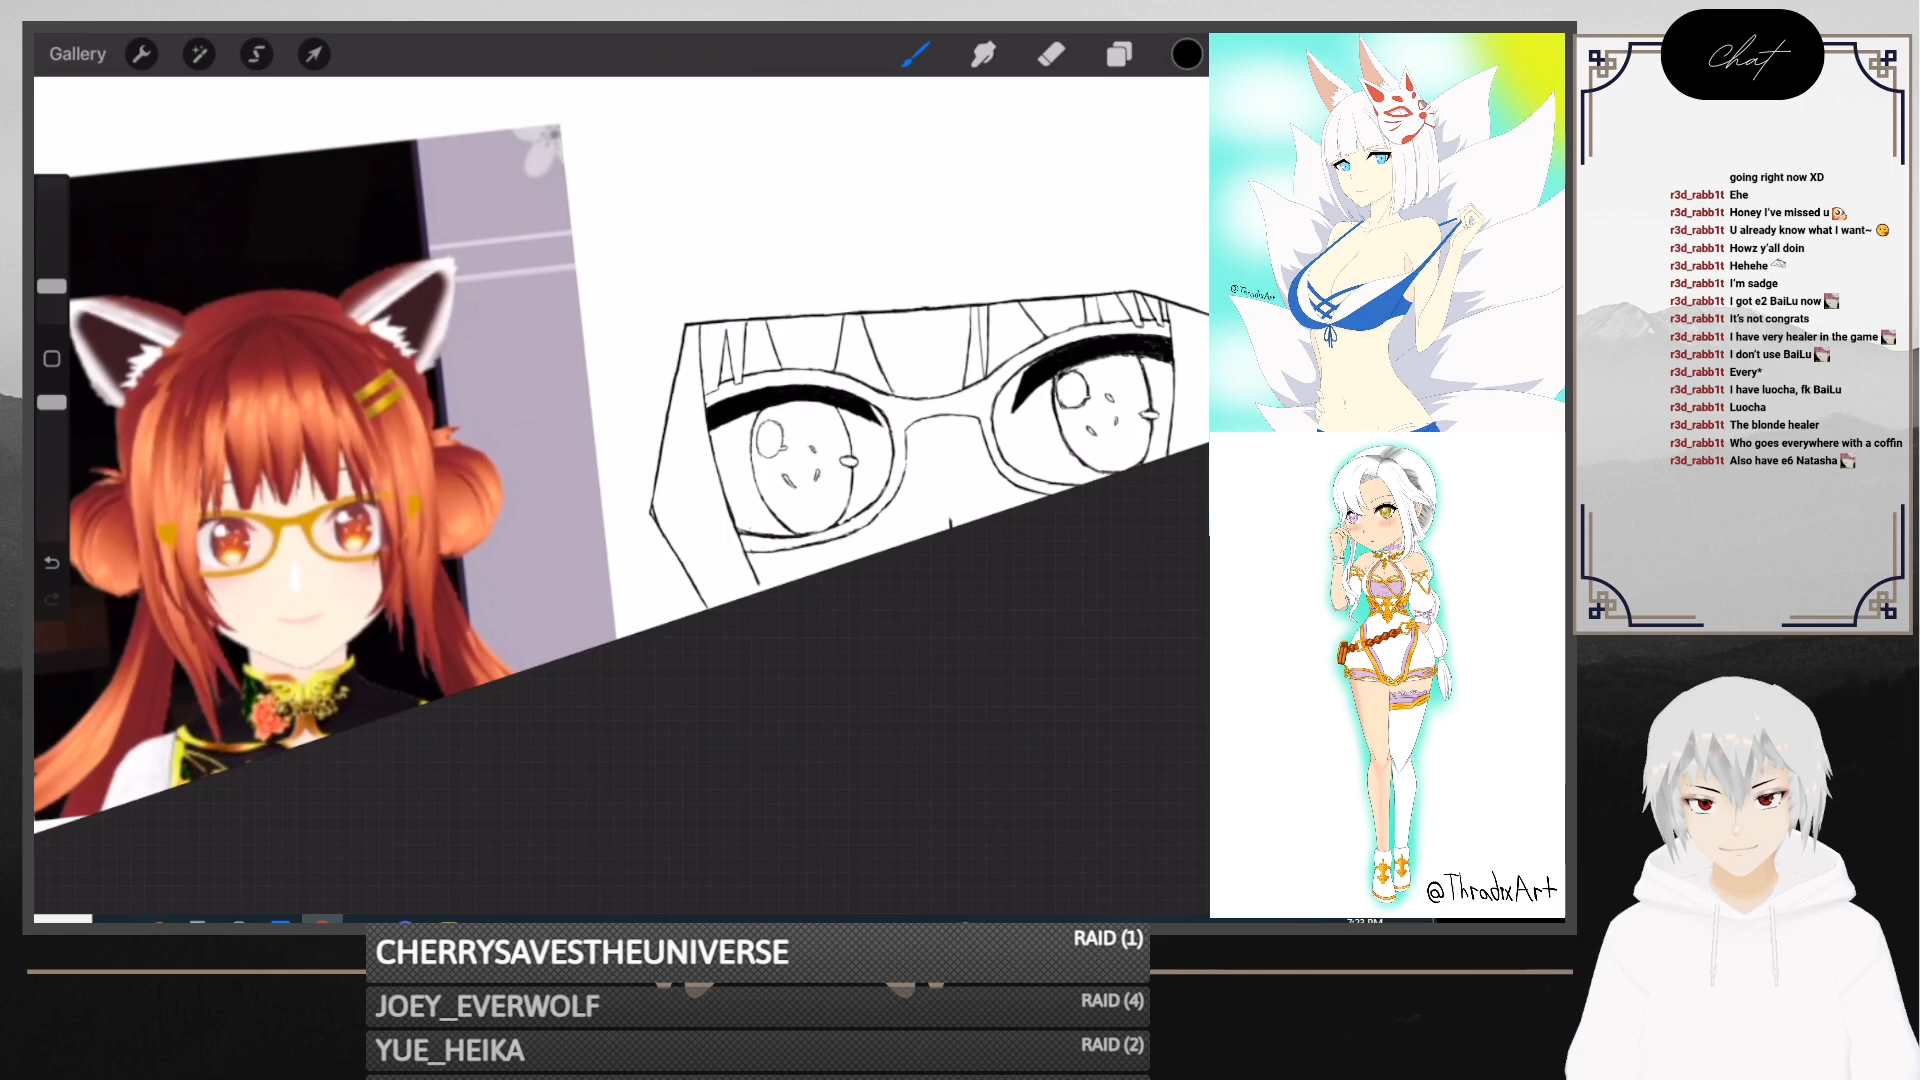 Gallery
Chat
going right now XD
r3d_rabb1t Ehe
r3d_rabb1t Honey I've missed u
r3d_rabb1t U already know what I want~
r3d_rabb1t Howz y'all doin
r3d_rabb1t Hehehe
r3d_rabb1t I'm sadge
r3d_rabb1t I got e2 BaiLu now
r3d_rabb1t It's not congrats
r3d_rabb1t I have very healer in the game
r3d_rabb1t I don't use BaiLu
r3d_rabb1t Every*
r3d_rabb1t I have luocha, fk BaiLu
r3d_rabb1t Luocha
r3d_rabb1t The blonde healer
r3d_rabb1t Who goes everywhere with a coffin
r3d_rabb1t Also have e6 Natasha
@ThradixArt
@ThradixArt
CHERRYSAVESTHEUNIVERSE RAID (1)
JOEY_EVERWOLF RAID (4)
YUE_HEIKA RAID (2)